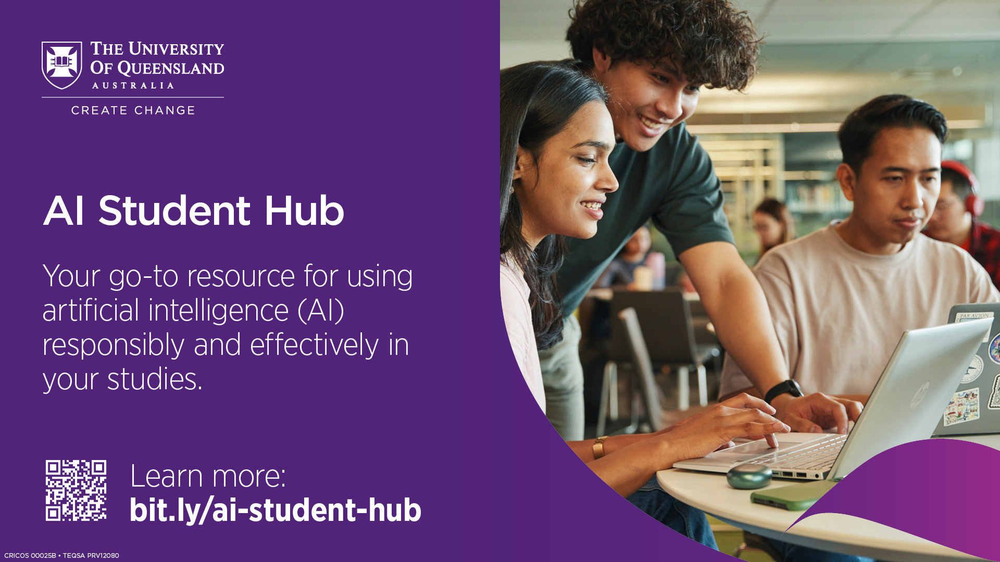 THE UNIVERSITY
OF QUEENSLAND
AUSTRALIA
CREATE CHANGE
AI Student Hub
Your go-to resource for using
artificial intelligence (AI)
responsibly and effectively in
your studies.
Learn more:
bit.ly/ai-student-hub
CRICOS 00025B • TEQSA PRV12080
PAR AVION